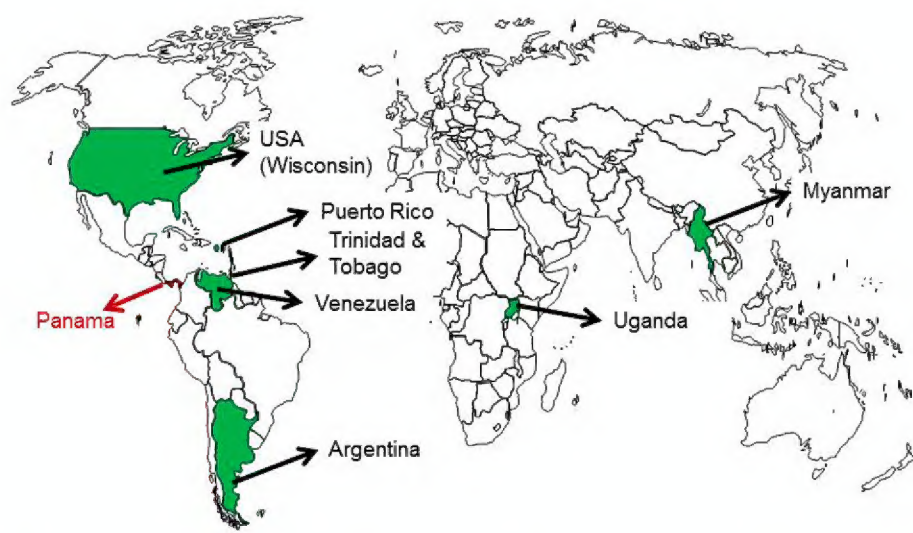 USA
(Wisconsin)
Puerto Rico
Trinidad &
Tobago
Venezuela
Panama
Argentina
Uganda
Myanmar